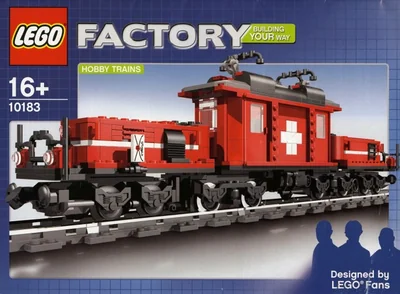 LEGO
FACTORY
BUILDING
YOUR WAY
HOBBY TRAINS
16+
10183
Designed by
LEGO® Fans